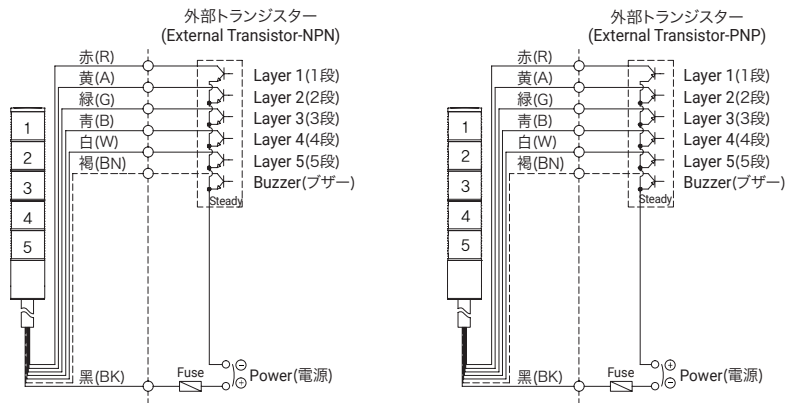 外部トランジスター
(External Transistor-NPN)
赤(R)
黄(A)
緑(G)
青(B)
白(W)
褐(BN)
Layer 1(1段)
Layer 2(2段)
Layer 3(3段)
Layer 4(4段)
Layer 5(5段)
Buzzer(ブザー)
Steady
1
2
3
4
5
黒(BK)
Fuse
⊖
⊕
Power(電源)
外部トランジスター
(External Transistor-PNP)
赤(R)
黄(A)
緑(G)
青(B)
白(W)
褐(BN)
Layer 1(1段)
Layer 2(2段)
Layer 3(3段)
Layer 4(4段)
Layer 5(5段)
Buzzer(ブザー)
Steady
1
2
3
4
5
黒(BK)
Fuse
⊕
⊖
Power(電源)